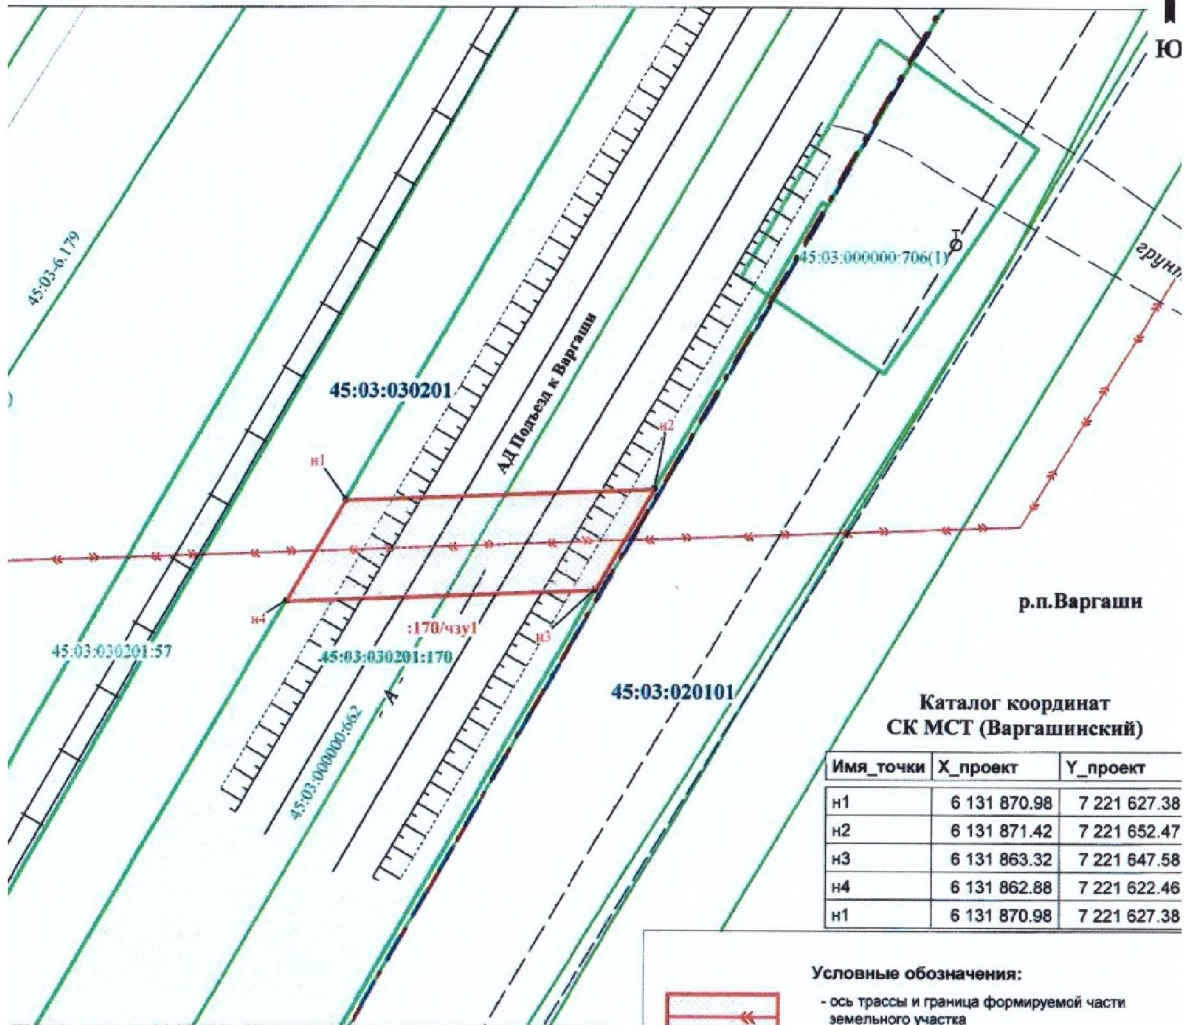 Ю
45:03-6.179
45:03:000000:706(1)
45:03:030201
АД Подъезд к Варгаши
н2
н1
н4
:170/чзу1
н3
45:03:030201:57
45:03:030201:170
- А -
45:03:000000:662
45:03:020101
р.п.Варгаши
Каталог координат
СК МСТ (Варгашинский)
Имя_точки X_проект Y_проект
н1 6 131 870.98 7 221 627.38
н2 6 131 871.42 7 221 652.47
н3 6 131 863.32 7 221 647.58
н4 6 131 862.88 7 221 622.46
н1 6 131 870.98 7 221 627.38
Условные обозначения:
- ось трассы и граница формируемой части
земельного участка